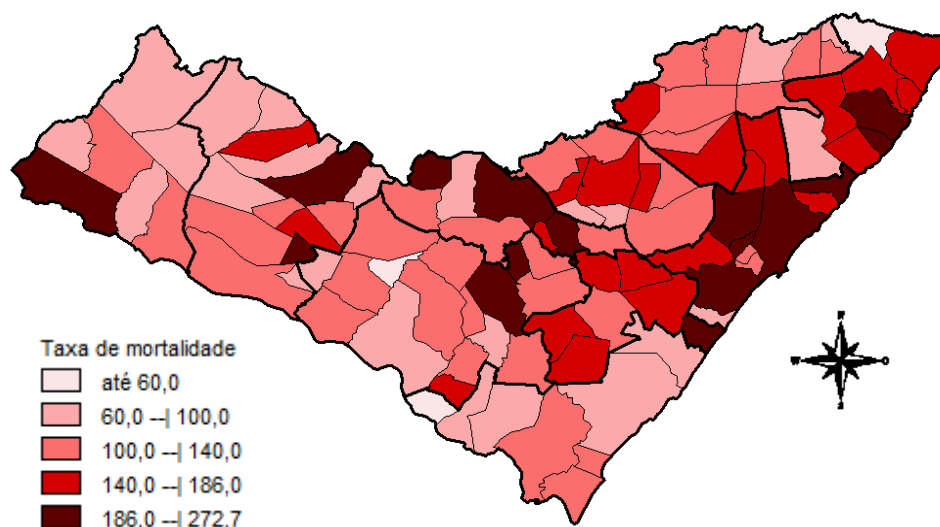 Taxa de mortalidade
até 60,0
60,0 --| 100,0
100,0 --| 140,0
140,0 --| 186,0
186,0 --| 272,7